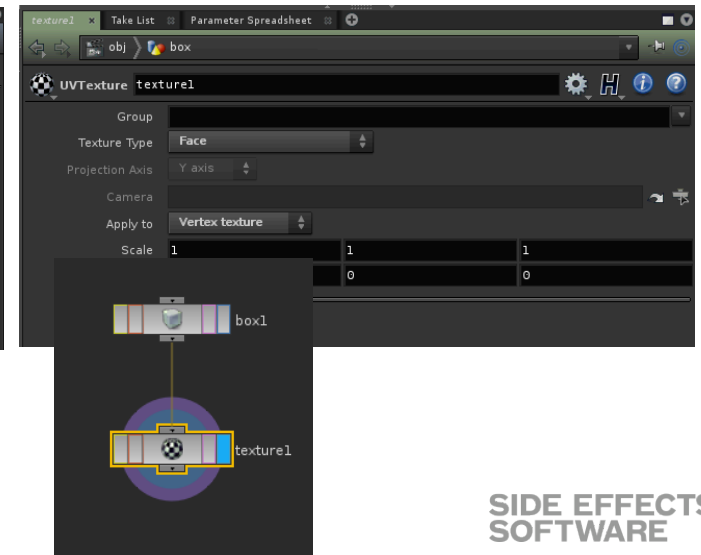 texture1 × Take List Parameter Spreadsheet
obj box
UVTexture texture1
Group
Texture Type Face
Projection Axis Y axis
Camera
Apply to Vertex texture
Scale 1 1 1
0 0
box1
texture1
SIDE EFFECTS
SOFTWARE